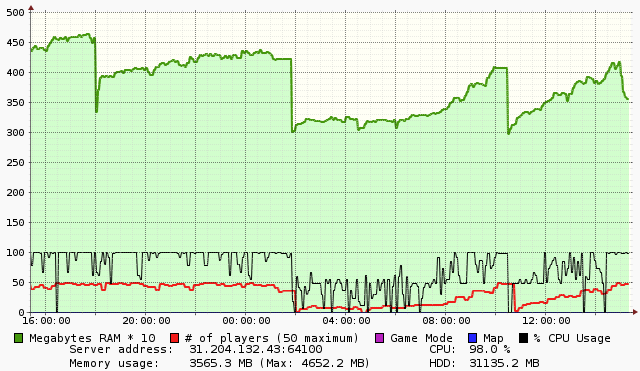 500
450
400
350
300
250
200
150
100
50
0
16:00:00 20:00:00 00:00:00 04:00:00 08:00:00 12:00:00
Megabytes RAM * 10 # of players (50 maximum) Game Mode Map % CPU Usage
Server address: 31.204.132.43:64100 CPU: 98.0 %
Memory usage: 3565.3 MB (Max: 4652.2 MB) HDD: 31135.2 MB